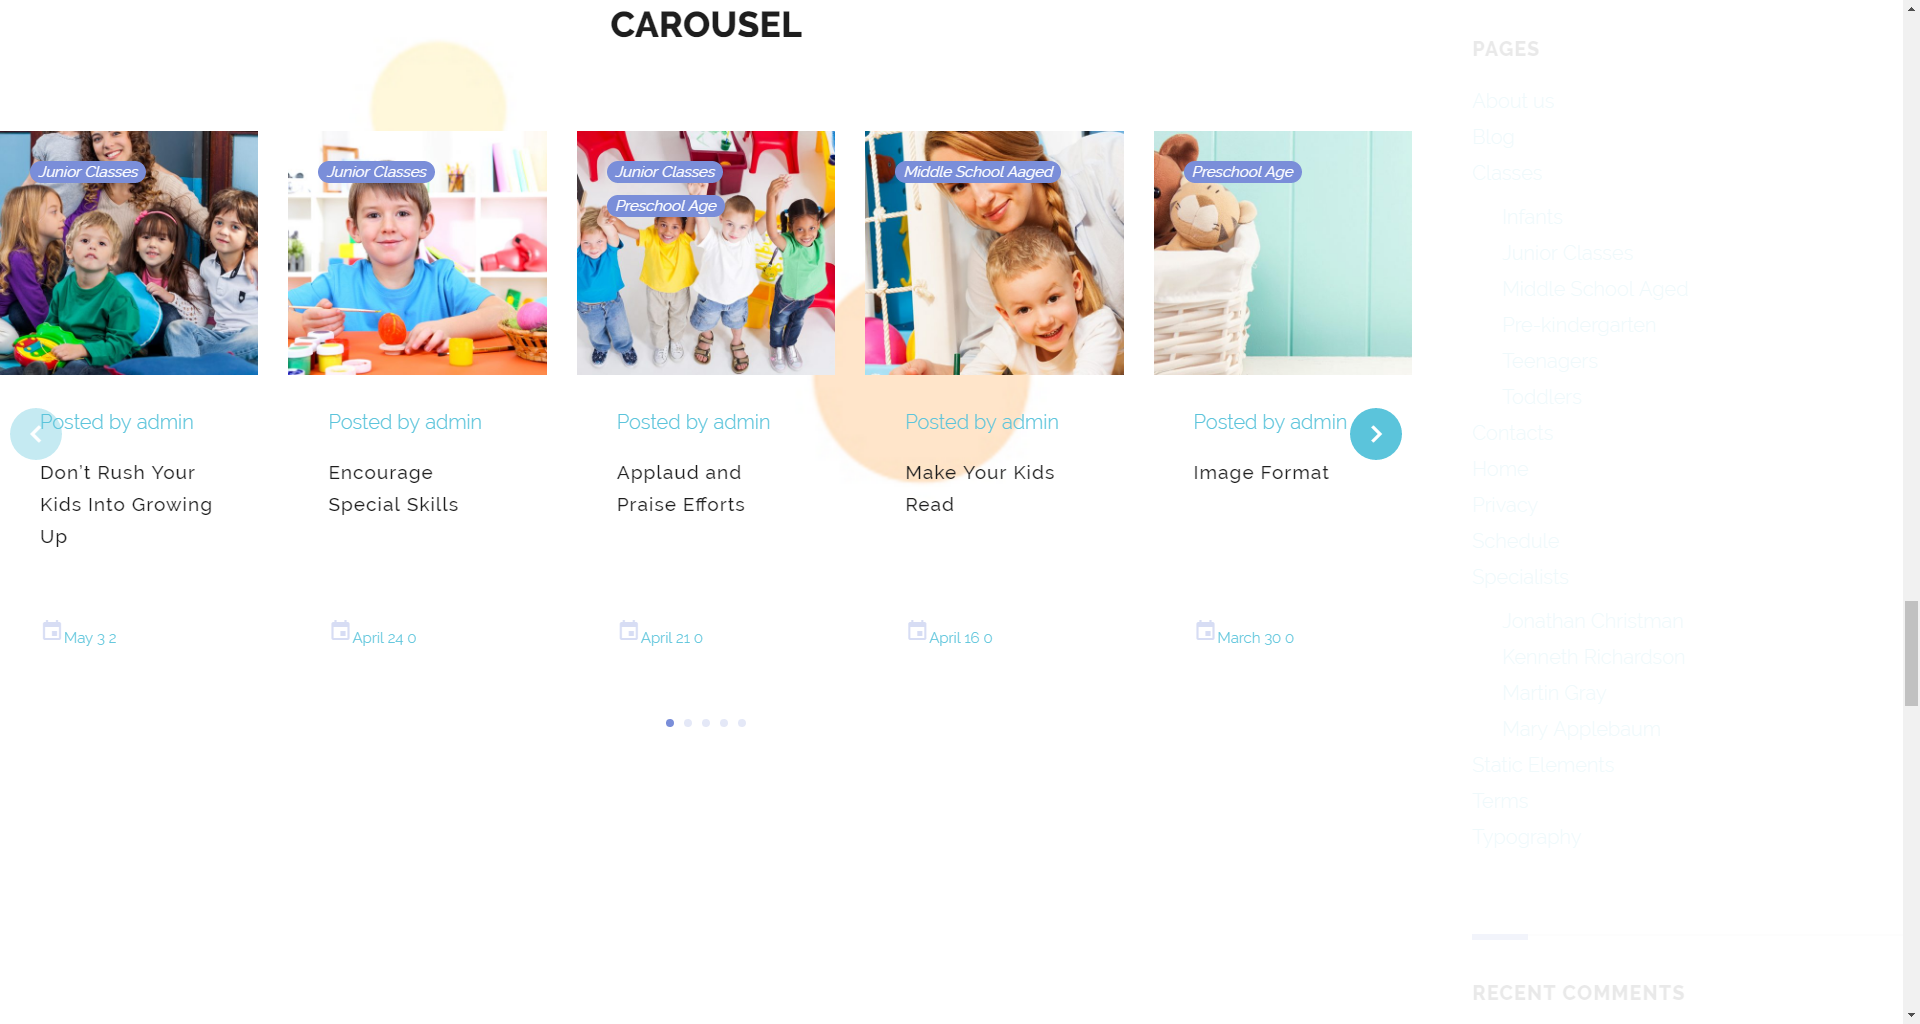 CAROUSEL
Junior Classes
Posted by admin
Don't Rush Your
Kids Into Growing
Up
May 3 2
Junior Classes
Posted by admin
Encourage
Special Skills
April 24 0
Junior Classes
Preschool Age
Posted by admin
Applaud and
Praise Efforts
April 21 0
Middle School Aaged
Posted by admin
Make Your Kids
Read
April 16 0
Preschool Age
Posted by admin
Image Format
March 30 0
PAGES
About us
Blog
Classes
Infants
Junior Classes
Middle School Aged
Pre-kindergarten
Teenagers
Toddlers
Contacts
Home
Privacy
Schedule
Specialists
Jonathan Christman
Kenneth Richardson
Martin Gray
Mary Applebaum
Static Elements
Terms
Typography
RECENT COMMENTS